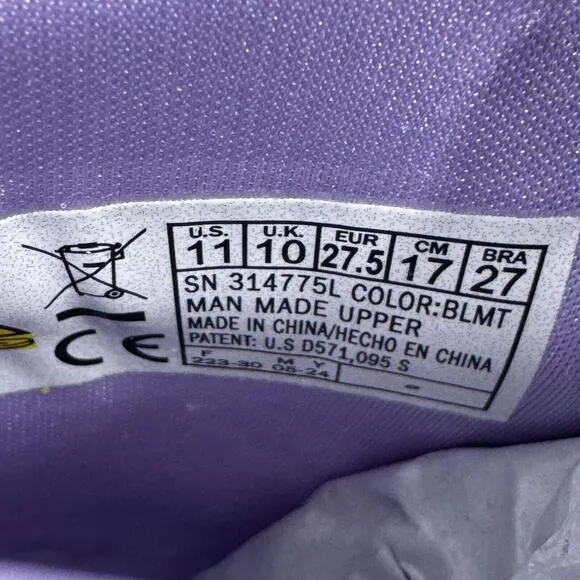 U.S. U.K. EUR CM BRA
11 10 27.5 17 27
SN 314775L COLOR:BLMT
MAN MADE UPPER
MADE IN CHINA/HECHO EN CHINA
PATENT: U.S D571,095 S
F M Y
223-30 05-24
CE